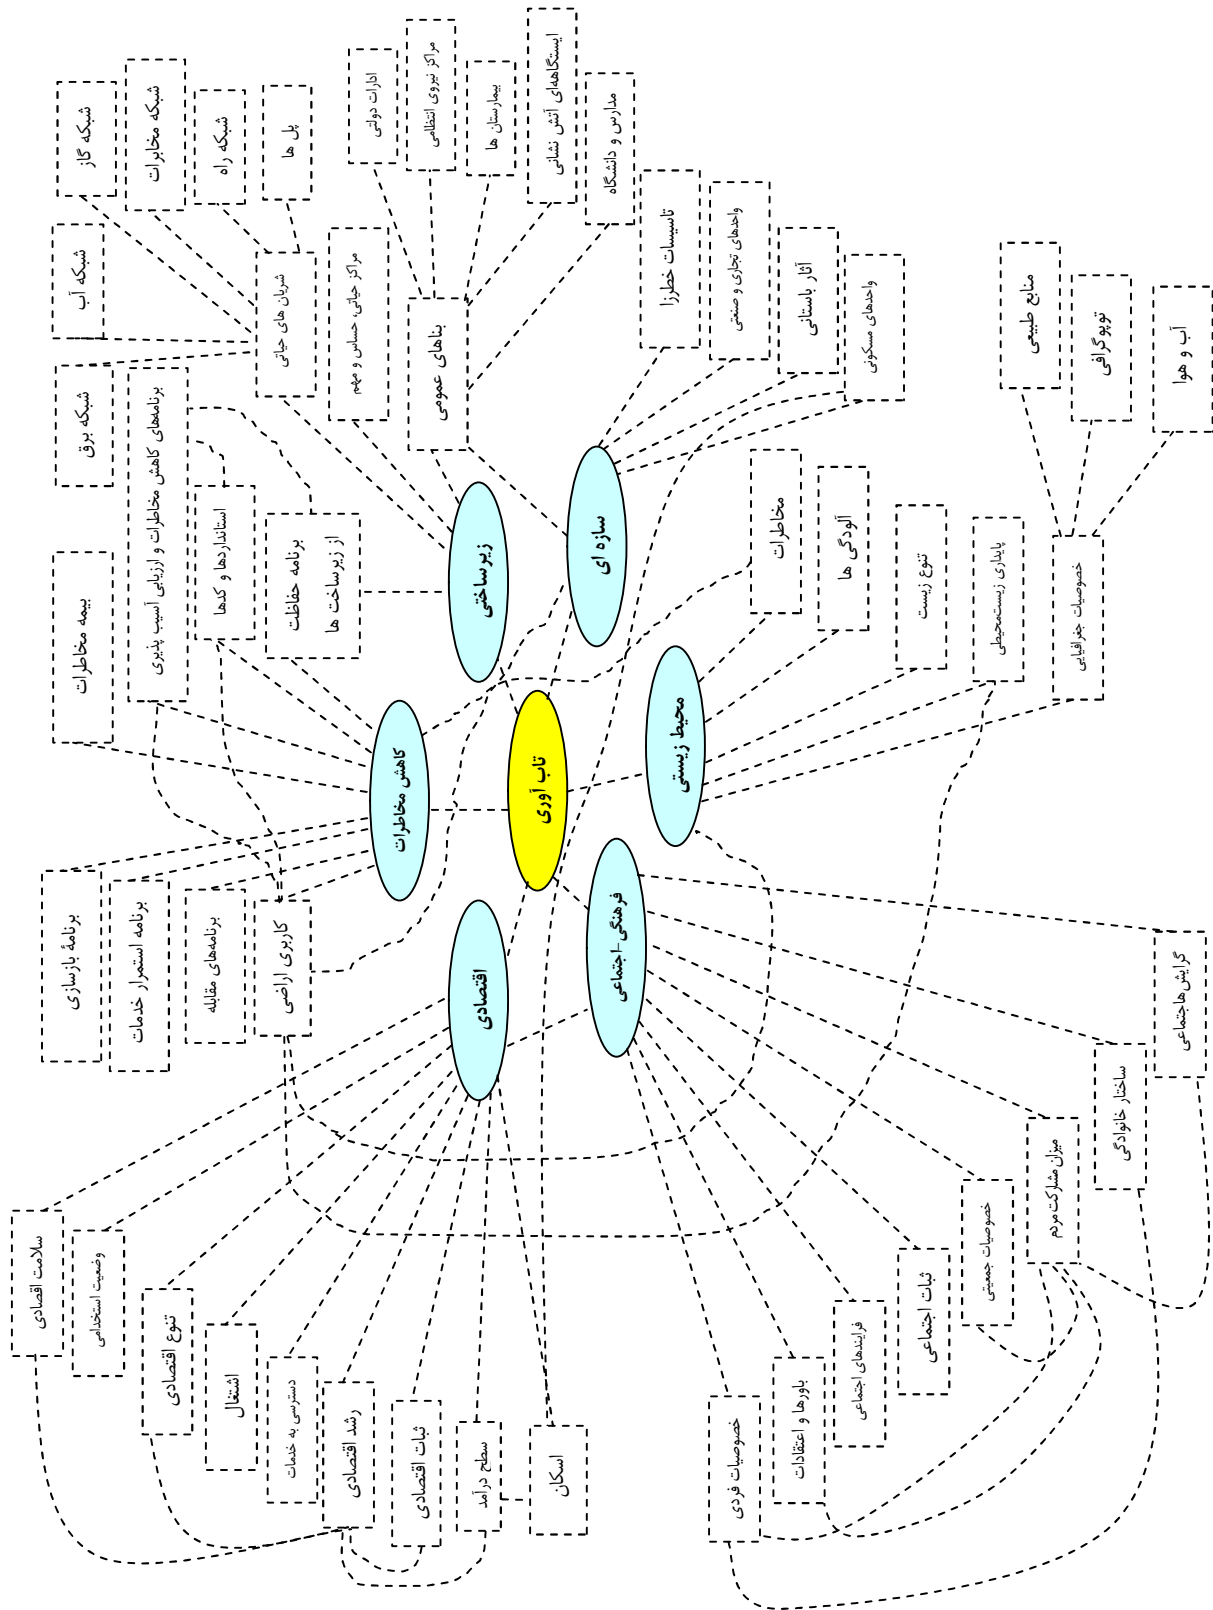 شبکه گاز
شبکه مخابرات
شبکه راه
پل ها
ادارات دولتی
مراکز نیروی انتظامی
بیمارستان ها
ایستگاههای آتش نشانی
مدارس و دانشگاه
شبکه آب
شریان های حیاتی
مراکز حیاتی، حساس و مهم
بناهای عمومی
تاسیسات خطرزا
واحدهای تجاری و صنعتی
آثار باستانی
واحدهای مسکونی
منابع طبیعی
توپوگرافی
آب و هوا
شبکه برق
برنامه‌های کاهش مخاطرات و ارزیابی آسیب پذیری
استانداردها و کدها
برنامه حفاظت
از زیرساخت ها
زیرساختی
سازه ای
مخاطرات
آلودگی ها
تنوع زیست
پایداری زیست‌محیطی
خصوصیات جغرافیایی
بیمه مخاطرات
کاهش مخاطرات
تاب آوری
محیط زیستی
برنامۀ بازسازی
برنامه استمرار خدمات
برنامه‌های مقابله
کاربری اراضی
اقتصادی
فرهنگی-اجتماعی
گرایش‌هااجتماعی
ساختار خانوادگی
میزان مشارکت مردم
خصوصیات جمعیتی
ثبات اجتماعی
فرایندهای اجتماعی
باورها و اعتقادات
خصوصیات فردی
سلامت اقتصادی
وضعیت استخدامی
تنوع اقتصادی
اشتغال
دسترسی به خدمات
رشد اقتصادی
ثبات اقتصادی
سطح درآمد
اسکان